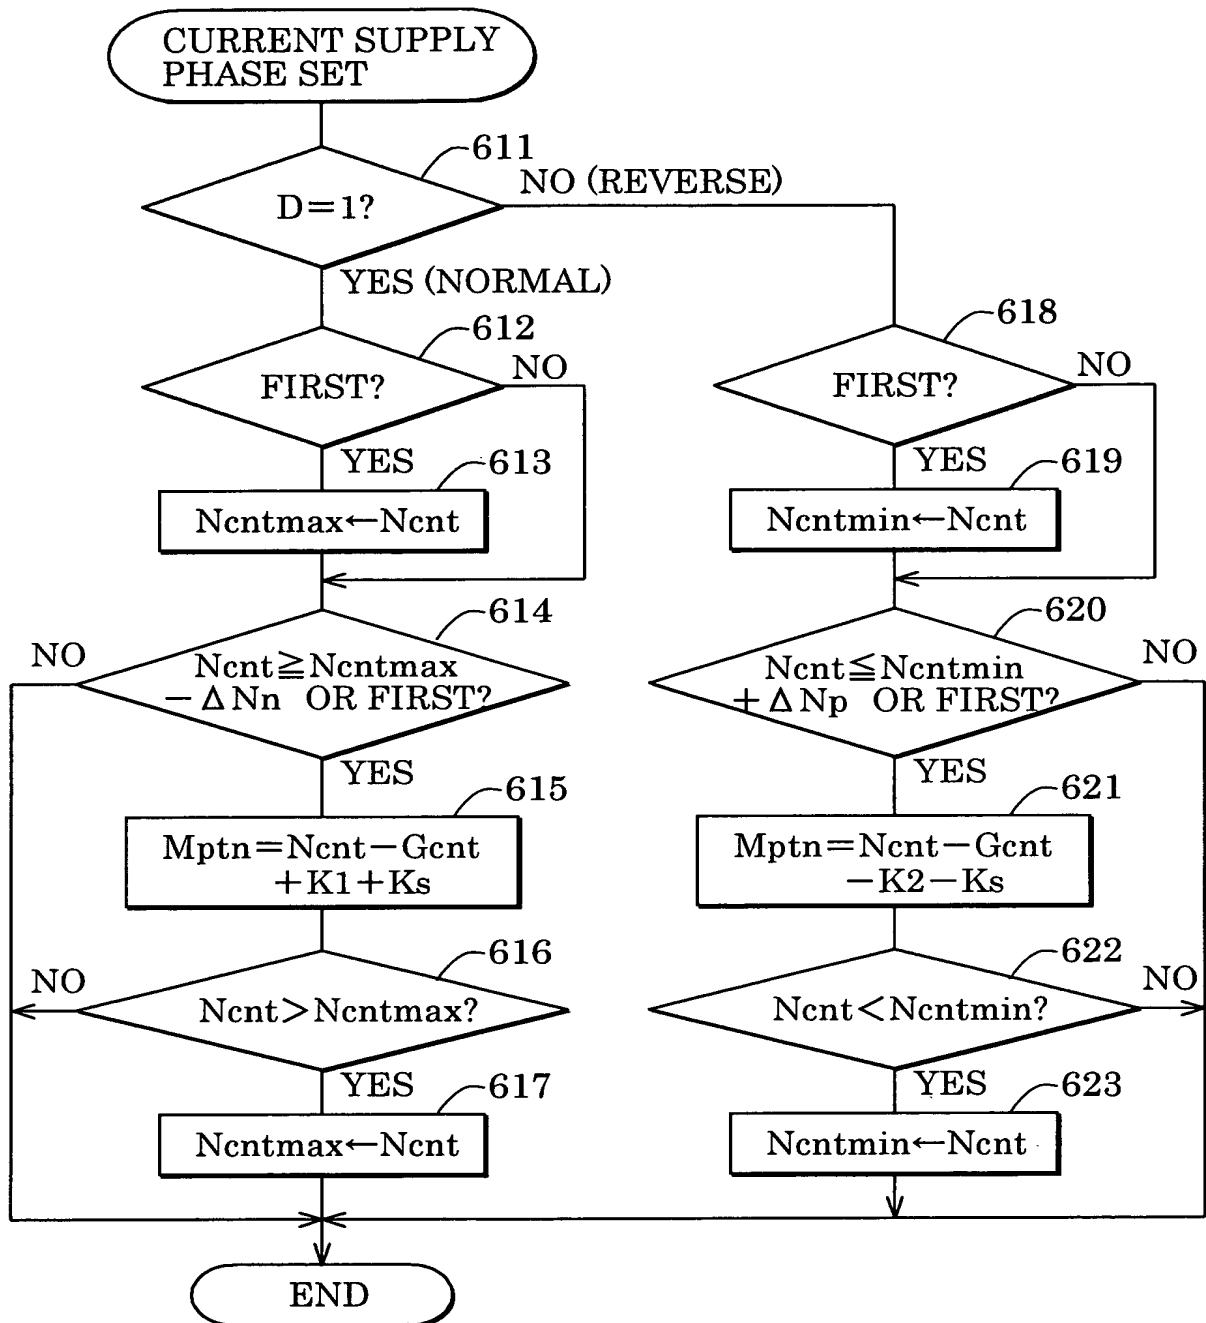 CURRENT SUPPLY
PHASE SET
611
D=1?
NO (REVERSE)
YES (NORMAL)
612
FIRST?
NO
YES
613
Ncntmax←Ncnt
614
NO
Ncnt≧Ncntmax
−ΔNn OR FIRST?
YES
615
Mptn=Ncnt−Gcnt
+K1+Ks
616
NO
Ncnt>Ncntmax?
YES
617
Ncntmax←Ncnt
618
FIRST?
NO
YES
619
Ncntmin←Ncnt
620
Ncnt≦Ncntmin
+ΔNp OR FIRST?
NO
YES
621
Mptn=Ncnt−Gcnt
−K2−Ks
622
Ncnt<Ncntmin?
NO
YES
623
Ncntmin←Ncnt
END